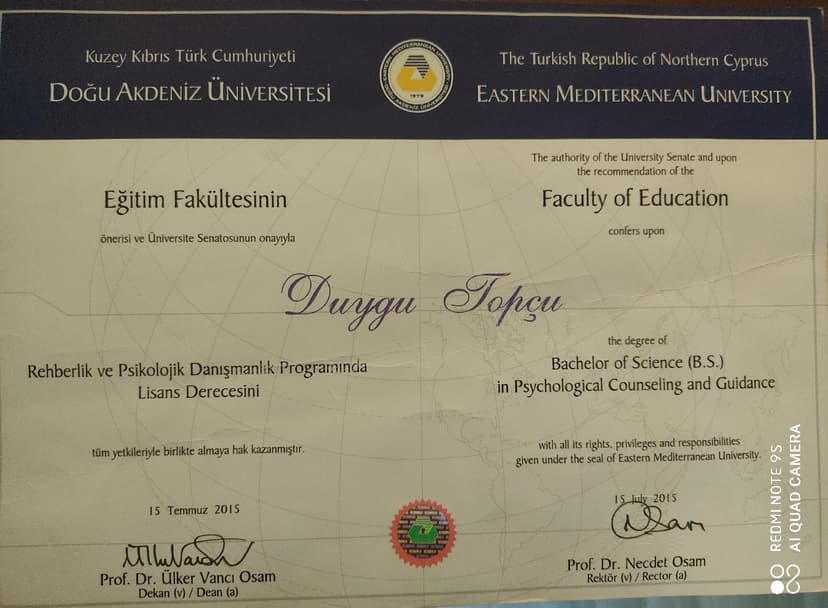 Kuzey Kıbrıs Türk Cumhuriyeti
DOĞU AKDENİZ ÜNİVERSİTESİ
1979
The Turkish Republic of Northern Cyprus
EASTERN MEDITERRANEAN UNIVERSITY
Eğitim Fakültesinin
önerisi ve Üniversite Senatosunun onayıyla
The authority of the University Senate and upon
the recommendation of the
Faculty of Education
confers upon
Duygu Topçu
Rehberlik ve Psikolojik Danışmanlık Programında
Lisans Derecesini
the degree of
Bachelor of Science (B.S.)
in Psychological Counseling and Guidance
tüm yetkileriyle birlikte almaya hak kazanmıştır.
with all its rights, privileges and responsibilities
given under the seal of Eastern Mediterranean University.
15 Temmuz 2015
15 July 2015
Prof. Dr. Ülker Vancı Osam
Dekan (v) / Dean (a)
Prof. Dr. Necdet Osam
Rektör (v) / Rector (a)
REDMI NOTE 9S
AI QUAD CAMERA